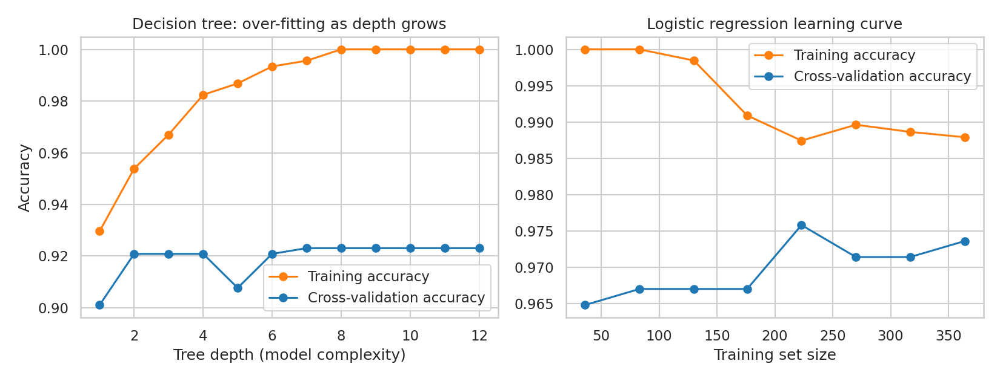 Decision tree: over-fitting as depth grows
1.00
0.98
0.96
0.94
0.92
0.90
Accuracy
2 4 6 8 10 12
Tree depth (model complexity)
Training accuracy
Cross-validation accuracy
Logistic regression learning curve
1.000
0.995
0.990
0.985
0.980
0.975
0.970
0.965
50 100 150 200 250 300 350
Training set size
Training accuracy
Cross-validation accuracy